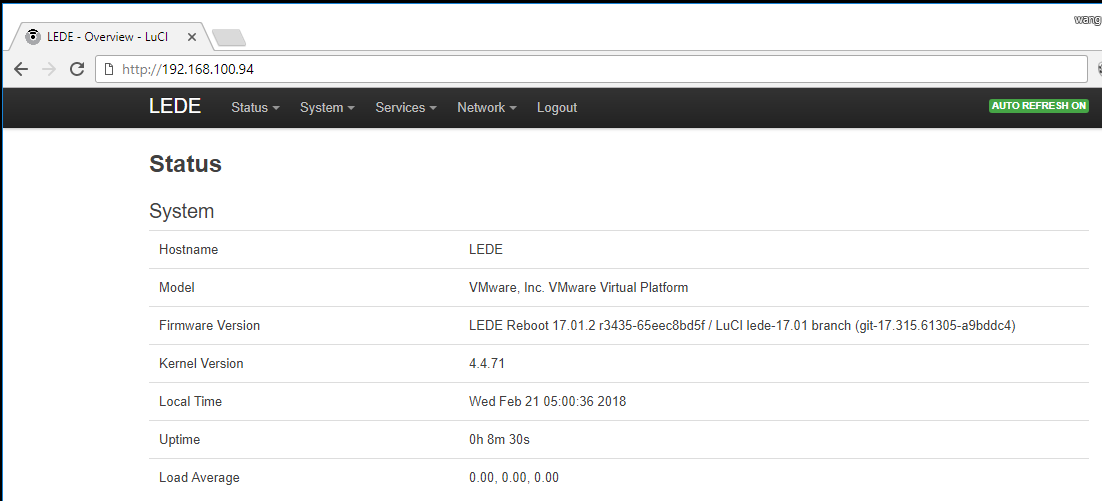 wang
LEDE - Overview - LuCI
http://192.168.100.94
LEDE Status System Services Network Logout AUTO REFRESH ON
Status
System
Hostname LEDE
Model VMware, Inc. VMware Virtual Platform
Firmware Version LEDE Reboot 17.01.2 r3435-65eec8bd5f / LuCI lede-17.01 branch (git-17.315.61305-a9bddc4)
Kernel Version 4.4.71
Local Time Wed Feb 21 05:00:36 2018
Uptime 0h 8m 30s
Load Average 0.00, 0.00, 0.00